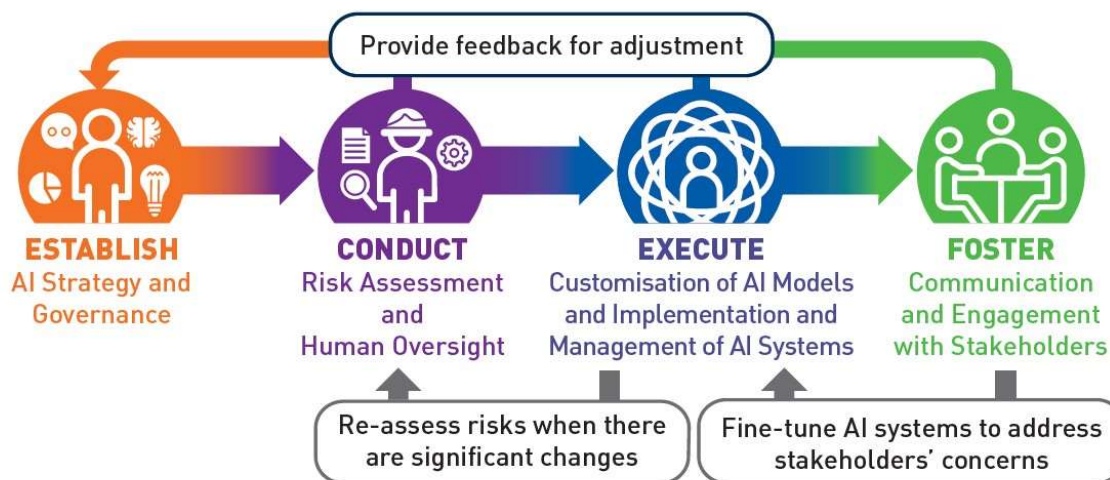 Provide feedback for adjustment
ESTABLISH
AI Strategy and
Governance
CONDUCT
Risk Assessment
and
Human Oversight
EXECUTE
Customisation of AI Models
and Implementation and
Management of AI Systems
FOSTER
Communication
and Engagement
with Stakeholders
Re-assess risks when there
are significant changes
Fine-tune AI systems to address
stakeholders’ concerns